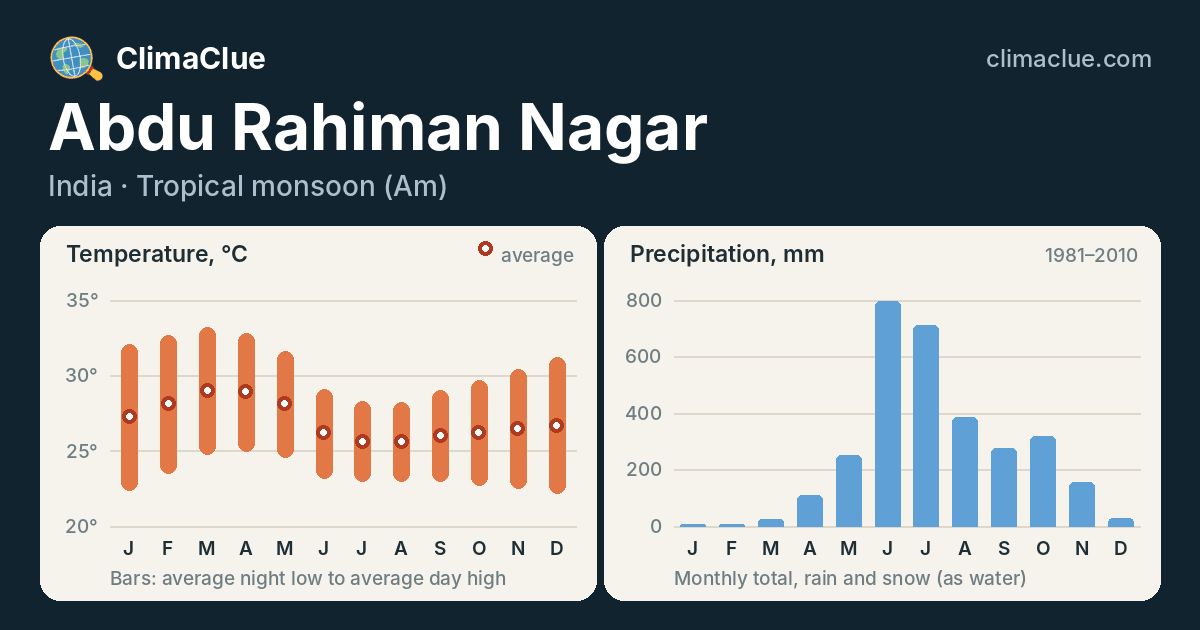 ClimaClue
climaclue.com
Abdu Rahiman Nagar
India · Tropical monsoon (Am)
Temperature, °C
average
35°
30°
25°
20°
J F M A M J J A S O N D
Bars: average night low to average day high
Precipitation, mm
1981–2010
800
600
400
200
0
J F M A M J J A S O N D
Monthly total, rain and snow (as water)